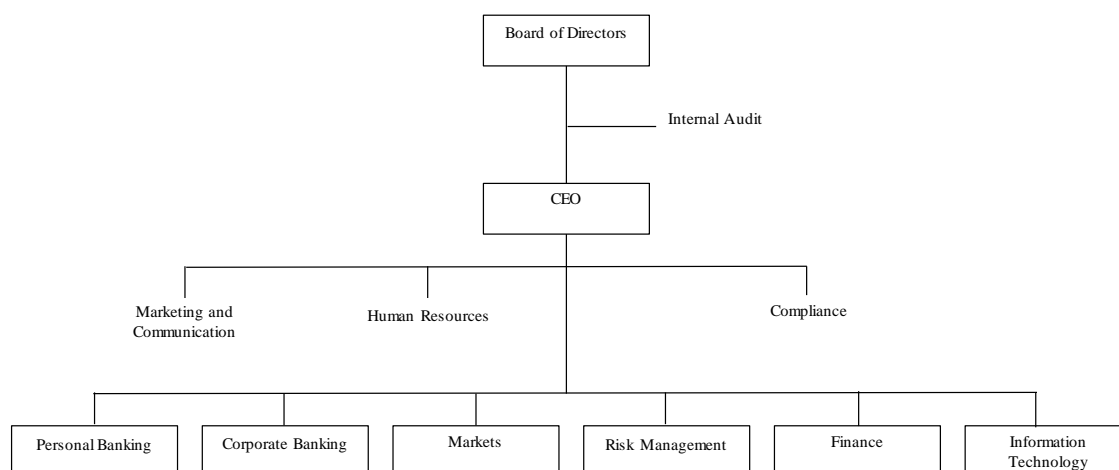 Board of Directors
Internal Audit
CEO
Marketing and
Communication
Human Resources
Compliance
Personal Banking
Corporate Banking
Markets
Risk Management
Finance
Information
Technology